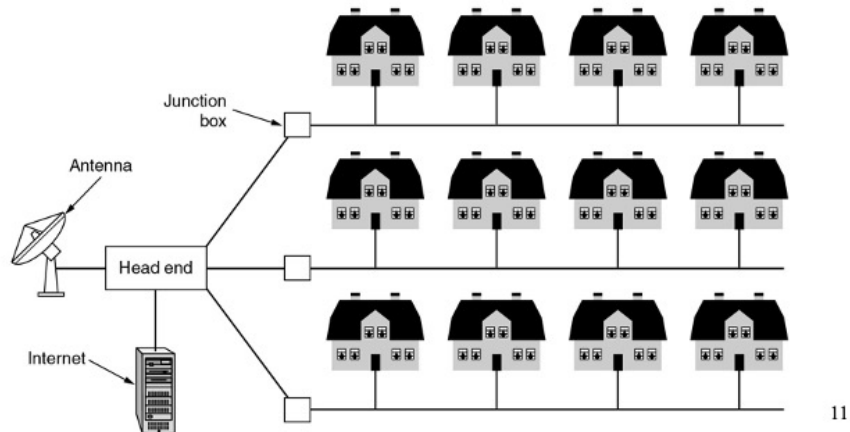 Junction
box
Antenna
Head end
Internet
11